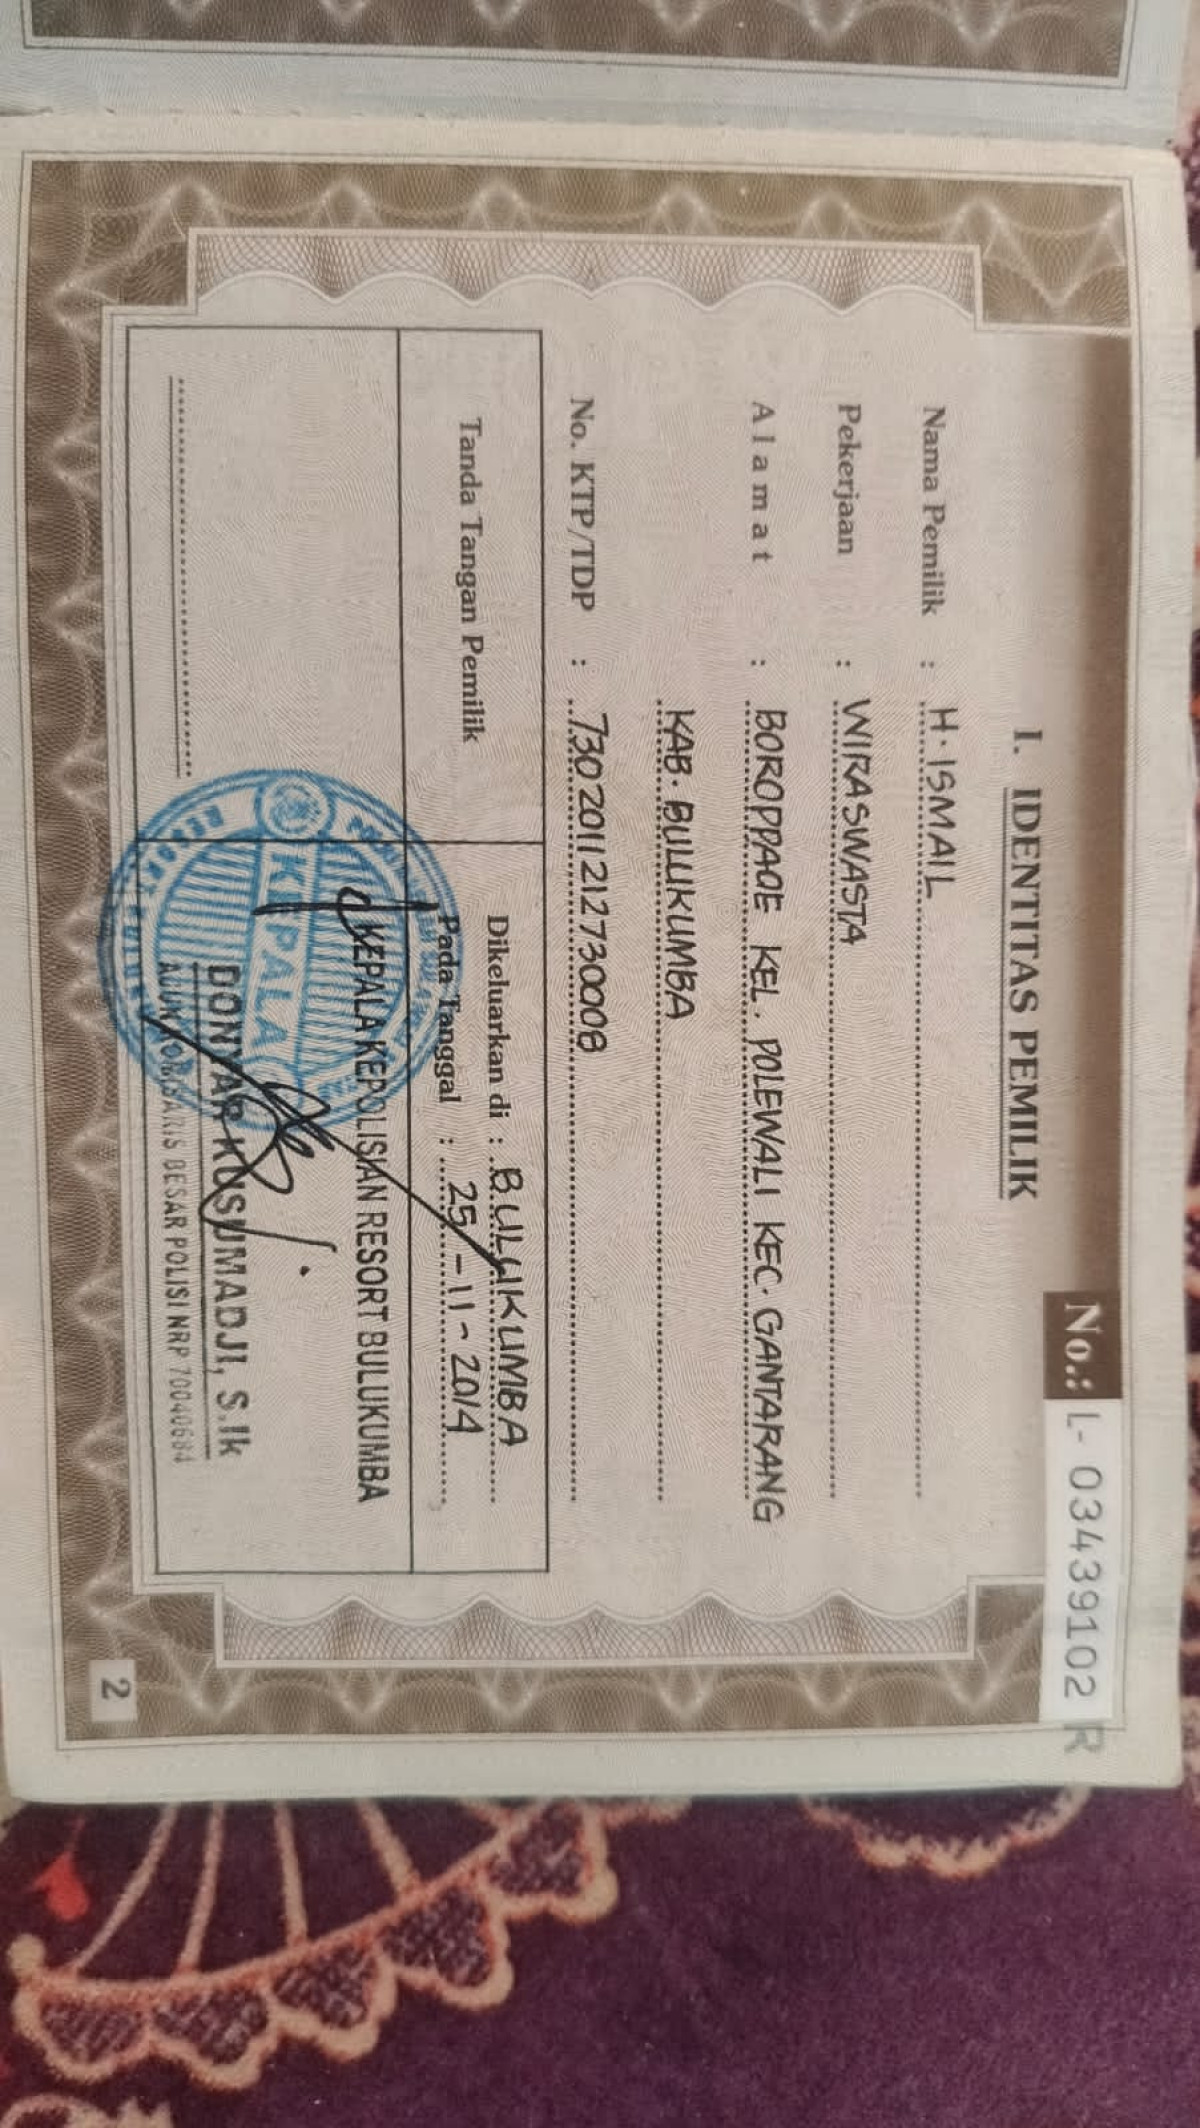 No.: L- 03439102 R
I. IDENTITAS PEMILIK
Nama Pemilik : H. ISMAIL
Pekerjaan : WIRASWASTA
Alamat : BOROPPAOE KEL. POLEWALI KEC. GANTARANG
KAB. BULUKUMBA
No. KTP/TDP : 7302011212730008
Tanda Tangan Pemilik
Dikeluarkan di : BULUKUMBA
Pada Tanggal : 25-11-2014
KEPALA KEPOLISIAN RESORT BULUKUMBA
KEPALA
DONYAR KUSUMADJI, S.Ik
AJUN KOMISARIS BESAR POLISI NRP 70040684
2